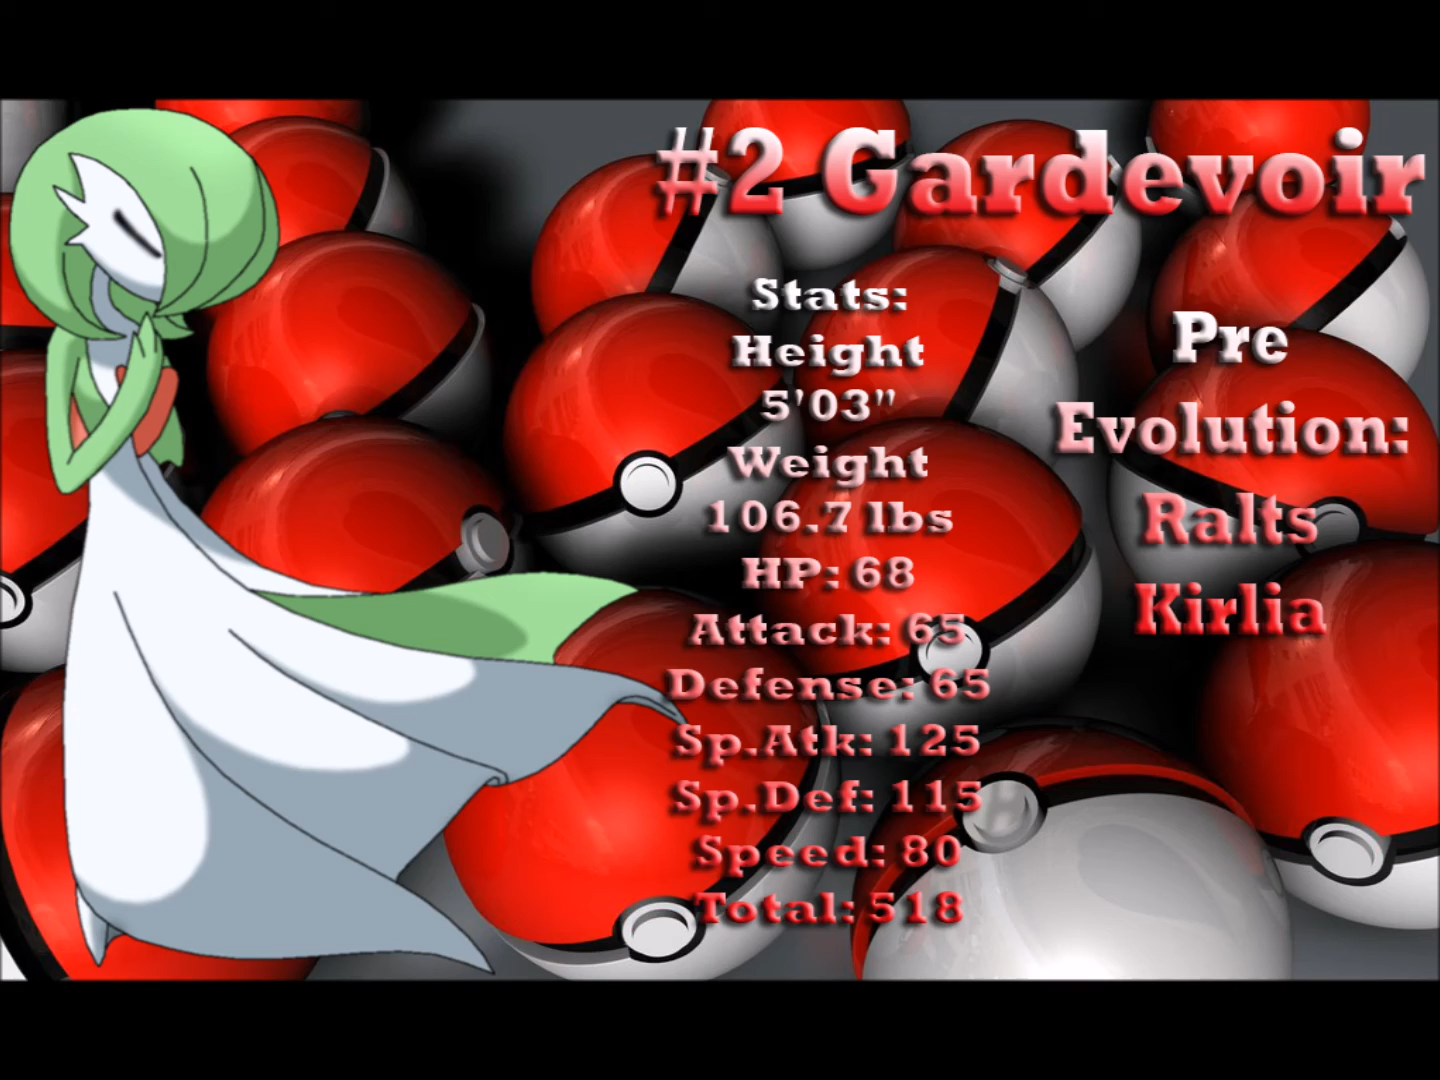 #2 Gardevoir
Stats:
Height
5'03"
Weight
106.7 lbs
HP: 68
Attack: 65
Defense: 65
Sp.Atk: 125
Sp.Def: 115
Speed: 80
Total: 518
Pre
Evolution:
Ralts
Kirlia